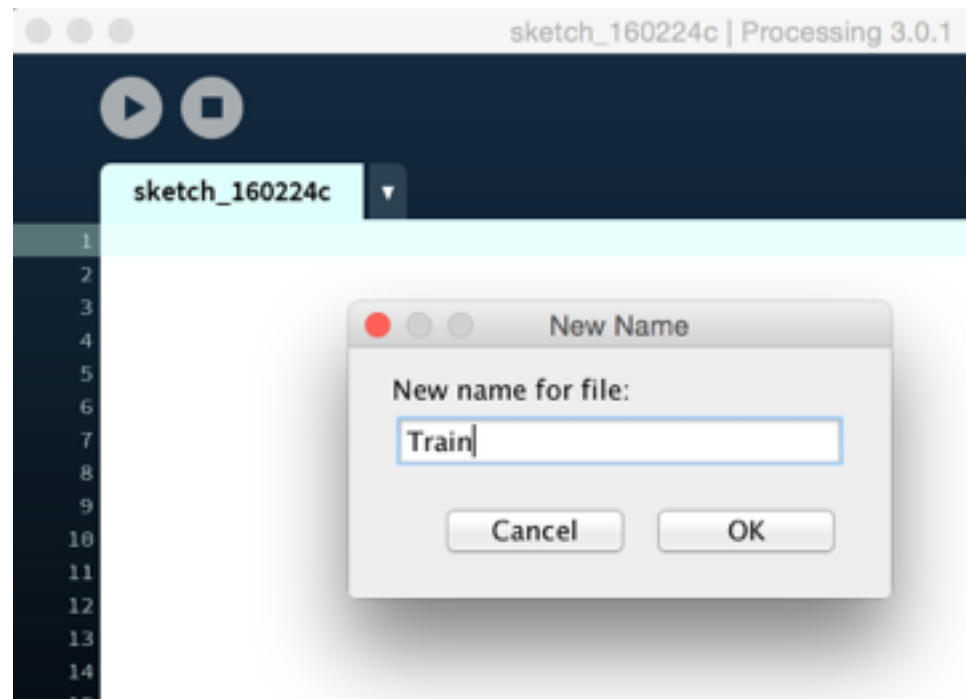 sketch_160224c | Processing 3.0.1
sketch_160224c
1
2
3
4
5
6
7
8
9
10
11
12
13
14
New Name
New name for file:
Train
Cancel OK